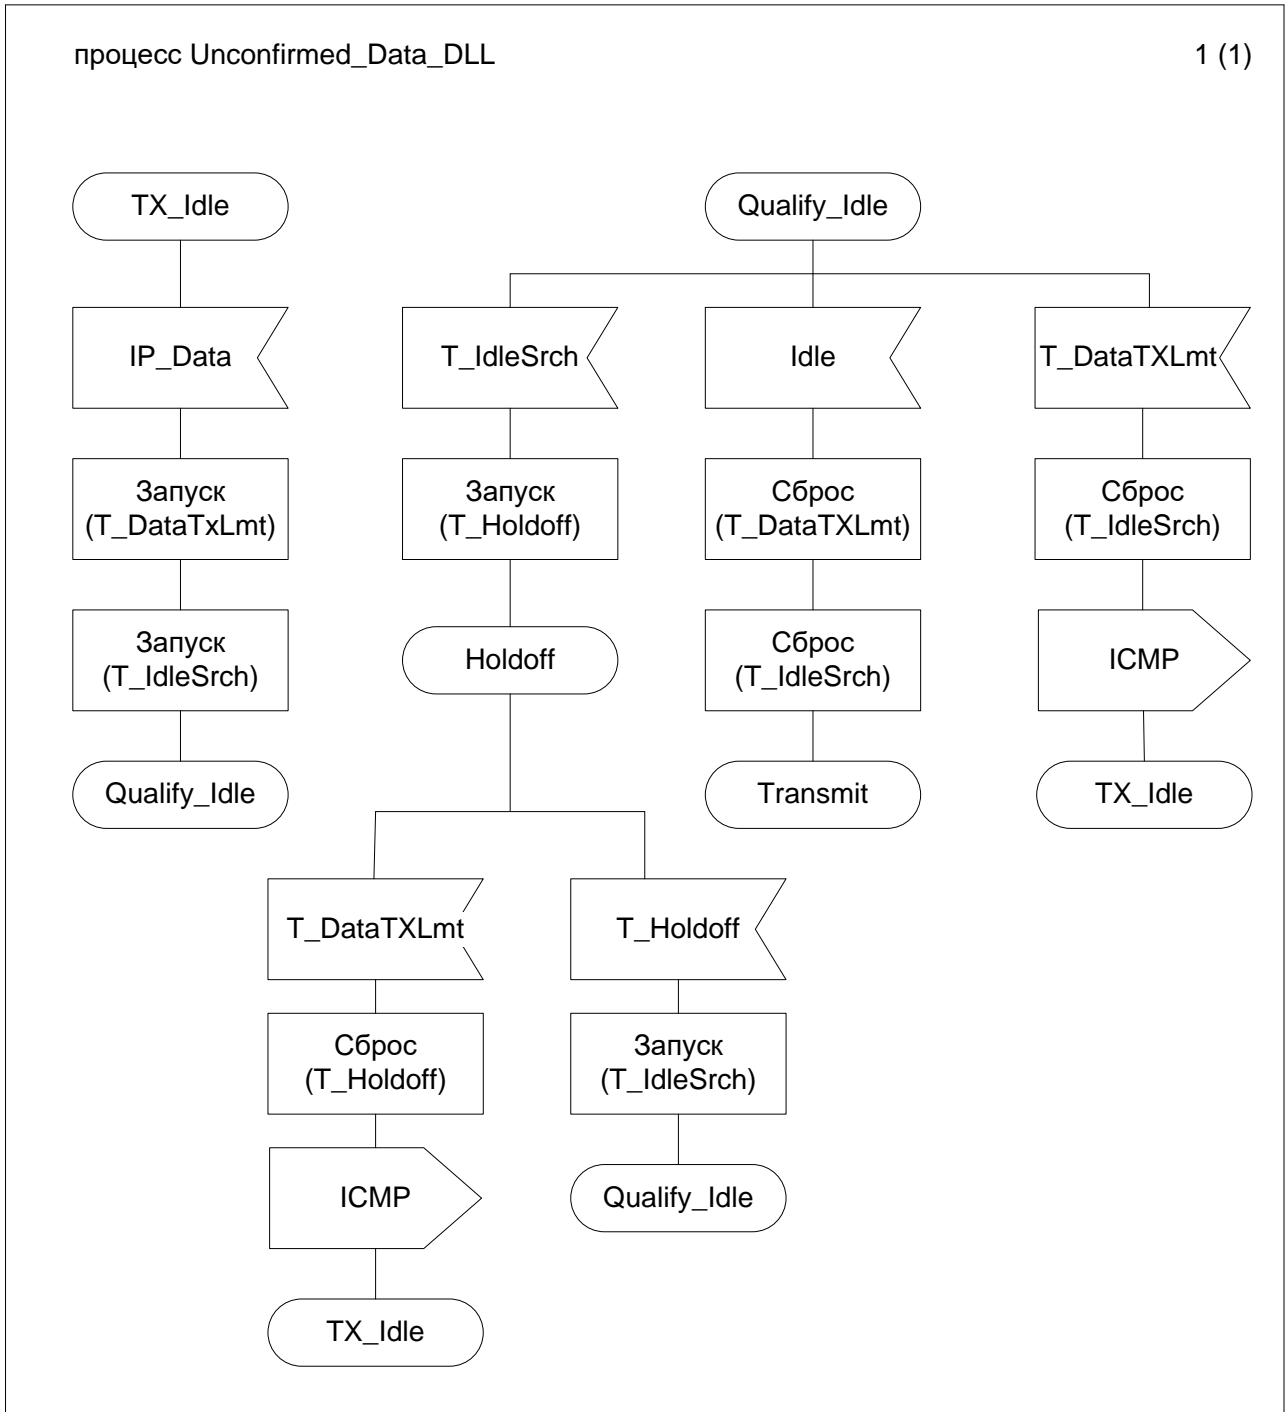 процесс Unconfirmed_Data_DLL
1 (1)
TX_Idle
Qualify_Idle
IP_Data
T_IdleSrch
Idle
T_DataTXLmt
Запуск
(T_DataTxLmt)
Запуск
(T_Holdoff)
Сброс
(T_DataTXLmt)
Сброс
(T_IdleSrch)
Запуск
(T_IdleSrch)
Holdoff
Сброс
(T_IdleSrch)
ICMP
Qualify_Idle
Transmit
TX_Idle
T_DataTXLmt
T_Holdoff
Сброс
(T_Holdoff)
Запуск
(T_IdleSrch)
ICMP
Qualify_Idle
TX_Idle